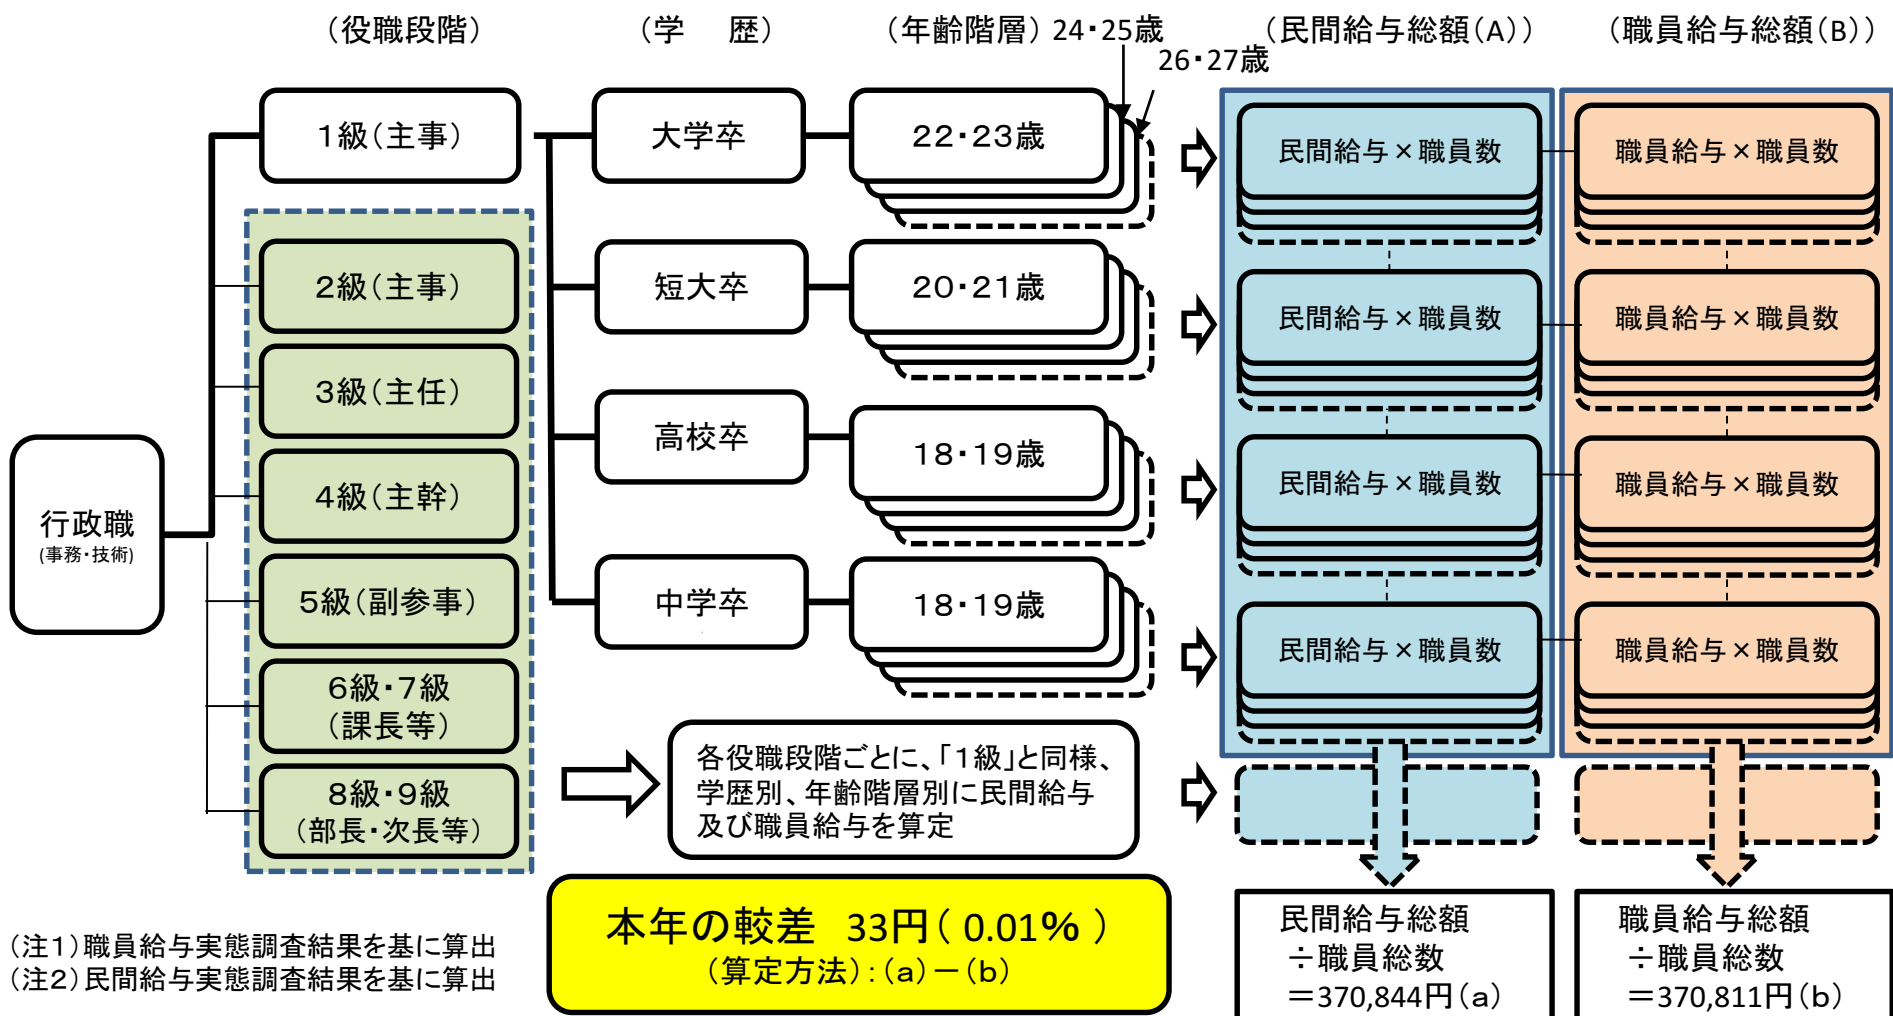 (役職段階)
(学 歴)
(年齢階層)
24・25歳
26・27歳
(民間給与総額(A))
(職員給与総額(B))
行政職
(事務・技術)
1級(主事)
2級(主事)
3級(主任)
4級(主幹)
5級(副参事)
6級・7級
(課長等)
8級・9級
(部長・次長等)
大学卒
22・23歳
民間給与×職員数
職員給与×職員数
短大卒
20・21歳
民間給与×職員数
職員給与×職員数
高校卒
18・19歳
民間給与×職員数
職員給与×職員数
中学卒
18・19歳
民間給与×職員数
職員給与×職員数
各役職段階ごとに、「1級」と同様、
学歴別、年齢階層別に民間給与
及び職員給与を算定
本年の較差 33円( 0.01% )
(算定方法):(a)-(b)
民間給与総額
÷職員総数
=370,844円(a)
職員給与総額
÷職員総数
=370,811円(b)
(注1)職員給与実態調査結果を基に算出
(注2)民間給与実態調査結果を基に算出